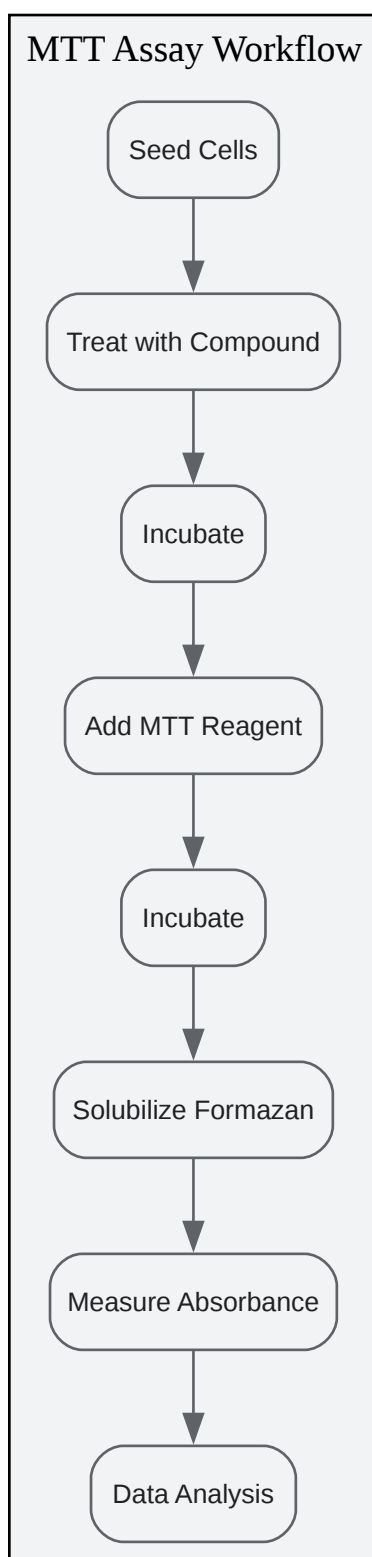 MTT Assay Workflow
Seed Cells
Treat with Compound
Incubate
Add MTT Reagent
Incubate
Solubilize Formazan
Measure Absorbance
Data Analysis